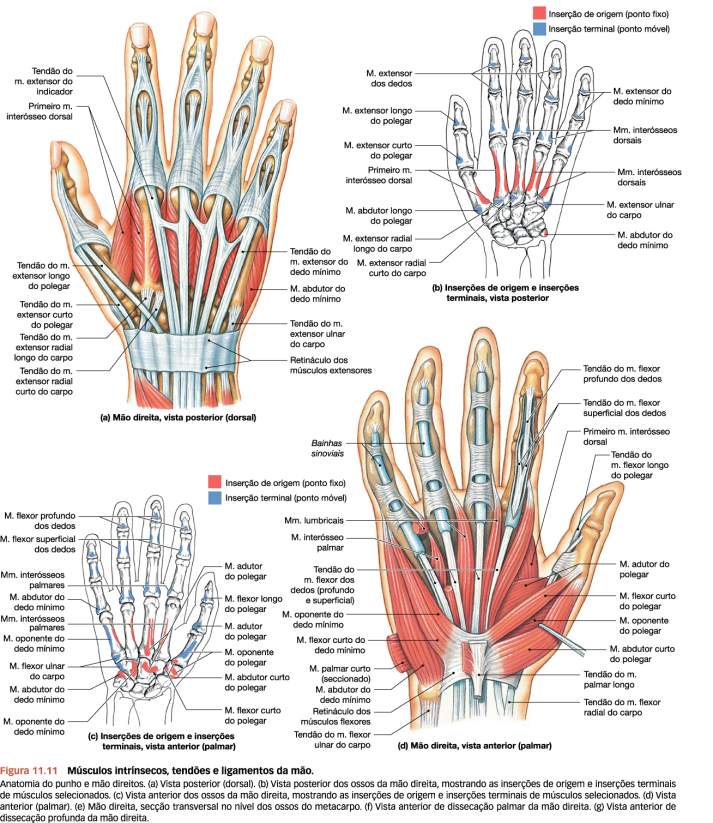 Tendão do
m. extensor do
indicador
Primeiro m.
interósseo dorsal
Tendão do m.
extensor longo
do polegar
Tendão do m.
extensor curto
do polegar
Tendão do m.
extensor radial
longo do carpo
Tendão do m.
extensor radial
curto do carpo
Tendão do
m. extensor do
dedo mínimo
M. abdutor do
dedo mínimo
Tendão do m.
extensor ulnar
do carpo
Retináculo dos
músculos extensores
(a) Mão direita, vista posterior (dorsal)
Inserção de origem (ponto fixo)
Inserção terminal (ponto móvel)
M. extensor
dos dedos
M. extensor longo
do polegar
M. extensor curto
do polegar
Primeiro m.
interósseo dorsal
M. abdutor longo
do polegar
M. extensor radial
longo do carpo
M. extensor radial
curto do carpo
M. extensor do
dedo mínimo
Mm. interósseos
dorsais
Mm. interósseos
dorsais
M. extensor ulnar
do carpo
M. abdutor do
dedo mínimo
(b) Inserções de origem e inserções
terminais, vista posterior
Inserção de origem (ponto fixo)
Inserção terminal (ponto móvel)
M. flexor profundo
dos dedos
M. flexor superficial
dos dedos
Mm. interósseos
palmares
M. abdutor do
dedo mínimo
Mm. interósseos
palmares
M. oponente do
dedo mínimo
M. flexor ulnar
do carpo
M. abdutor do
dedo mínimo
M. oponente do
dedo mínimo
M. adutor
do polegar
M. flexor longo
do polegar
M. adutor
do polegar
M. oponente
do polegar
M. abdutor curto
do polegar
M. flexor curto
do polegar
(c) Inserções de origem e inserções
terminais, vista anterior (palmar)
Bainhas
sinoviais
Mm. lumbricais
M. interósseo
palmar
Tendão do
m. flexor dos
dedos (profundo
e superficial)
M. oponente do
dedo mínimo
M. flexor curto do
dedo mínimo
M. palmar curto
(seccionado)
M. abdutor do
dedo mínimo
Retináculo dos
músculos flexores
Tendão do m. flexor
ulnar do carpo
Tendão do m. flexor
profundo dos dedos
Tendão do m. flexor
superficial dos dedos
Primeiro m. interósseo
dorsal
Tendão do
m. flexor longo
do polegar
M. adutor do
polegar
M. flexor curto
do polegar
M. oponente
do polegar
M. abdutor curto
do polegar
Tendão do m.
palmar longo
Tendão do m. flexor
radial do carpo
(d) Mão direita, vista anterior (palmar)
Figura 11.11 Músculos intrínsecos, tendões e ligamentos da mão.
Anatomia do punho e mão direitos. (a) Vista posterior (dorsal). (b) Vista posterior dos ossos da mão direita, mostrando as inserções de origem e inserções terminais
de músculos selecionados. (c) Vista anterior dos ossos da mão direita, mostrando as inserções de origem e inserções terminais de músculos selecionados. (d) Vista
anterior (palmar). (e) Mão direita, secção transversal no nível dos ossos do metacarpo. (f) Vista anterior de dissecação palmar da mão direita. (g) Vista anterior de
dissecação profunda da mão direita.